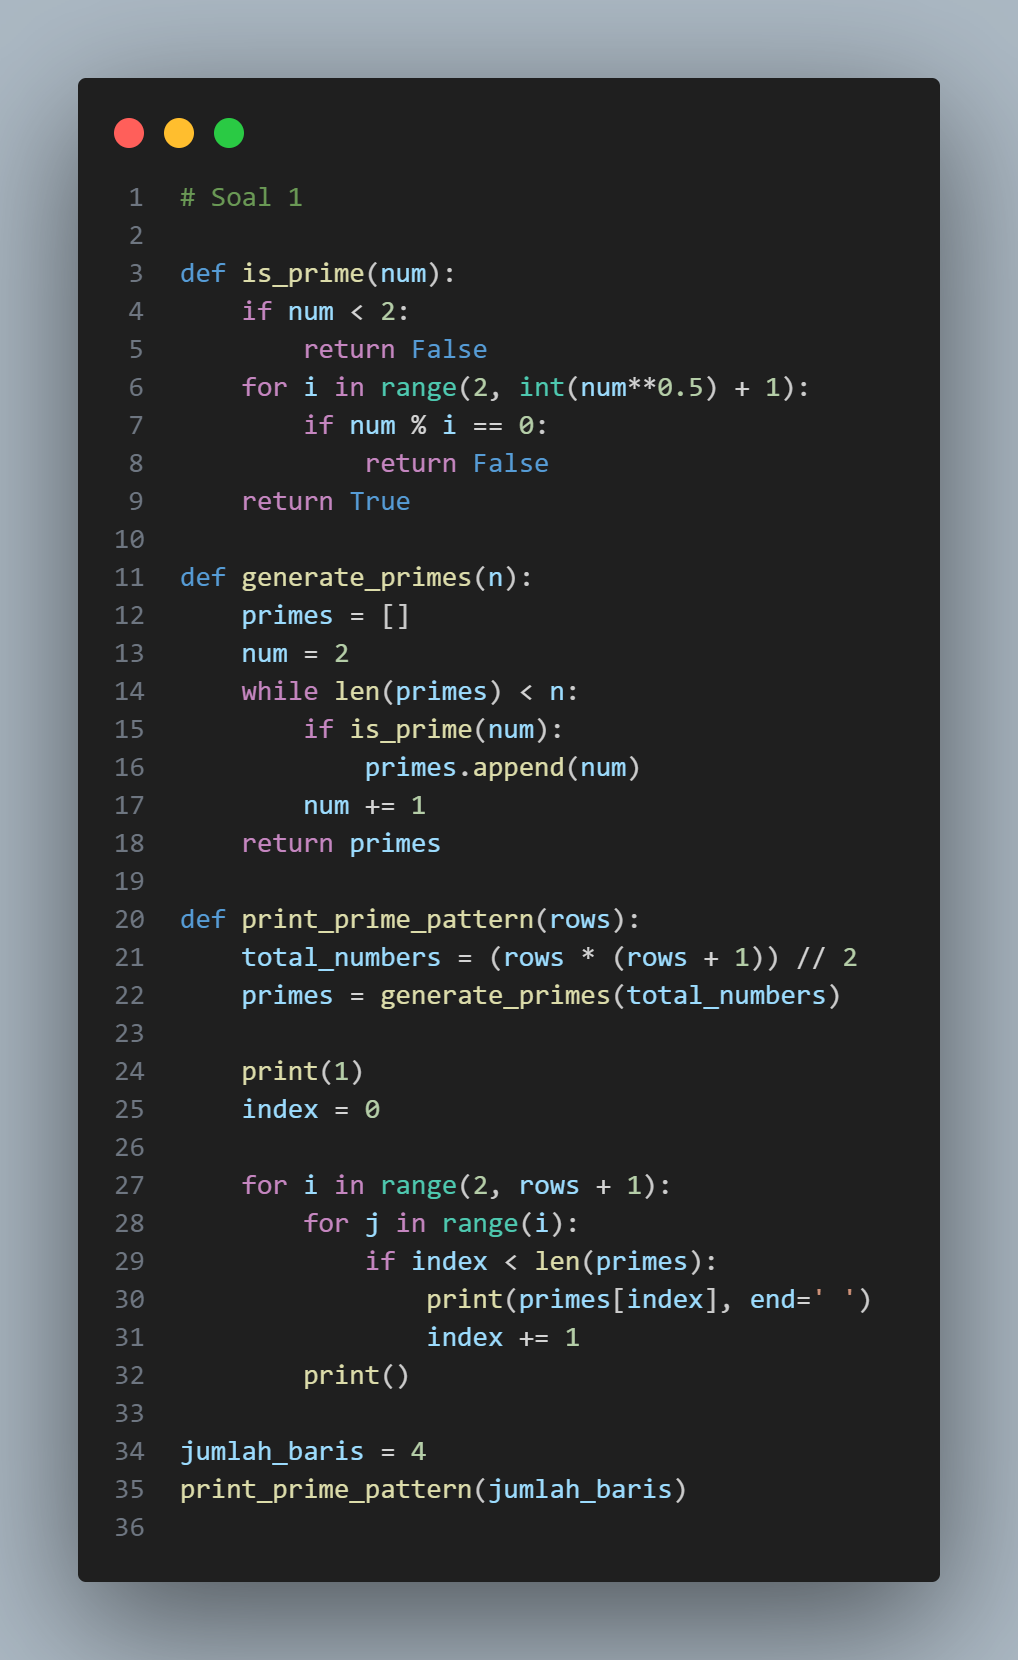 1 # Soal 1
2
3 def is_prime(num):
4     if num < 2:
5         return False
6     for i in range(2, int(num**0.5) + 1):
7         if num % i == 0:
8             return False
9     return True
10
11 def generate_primes(n):
12     primes = []
13     num = 2
14     while len(primes) < n:
15         if is_prime(num):
16             primes.append(num)
17         num += 1
18     return primes
19
20 def print_prime_pattern(rows):
21     total_numbers = (rows * (rows + 1)) // 2
22     primes = generate_primes(total_numbers)
23
24     print(1)
25     index = 0
26
27     for i in range(2, rows + 1):
28         for j in range(i):
29             if index < len(primes):
30                 print(primes[index], end=' ')
31                 index += 1
32         print()
33
34 jumlah_baris = 4
35 print_prime_pattern(jumlah_baris)
36